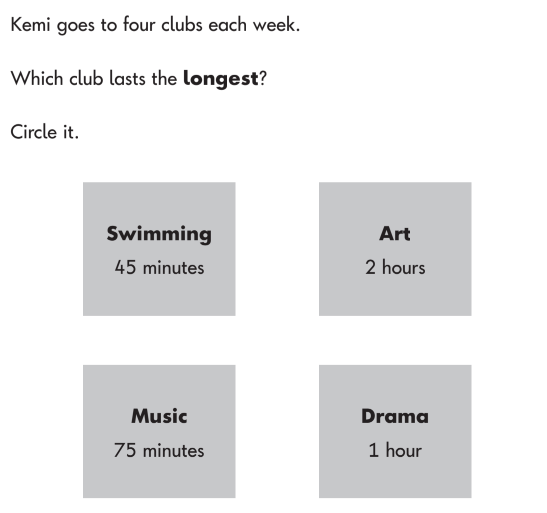 Kemi goes to four clubs each week.
Which club lasts the longest?
Circle it.
Swimming
45 minutes
Art
2 hours
Music
75 minutes
Drama
1 hour